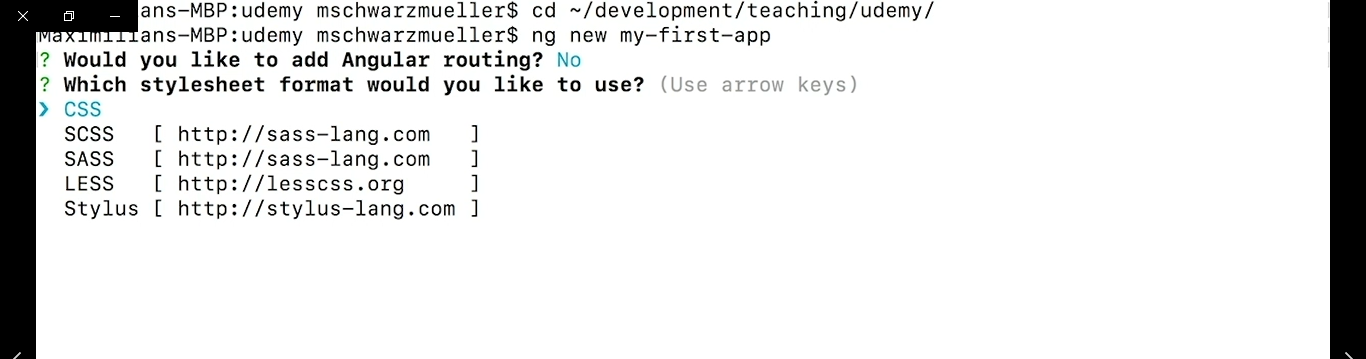 ans-MBP:udemy mschwarzmueller$ cd ~/development/teaching/udemy/
Maximilians-MBP:udemy mschwarzmueller$ ng new my-first-app
? Would you like to add Angular routing? No
? Which stylesheet format would you like to use? (Use arrow keys)
❯ CSS
SCSS [ http://sass-lang.com ]
SASS [ http://sass-lang.com ]
LESS [ http://lesscss.org ]
Stylus [ http://stylus-lang.com ]